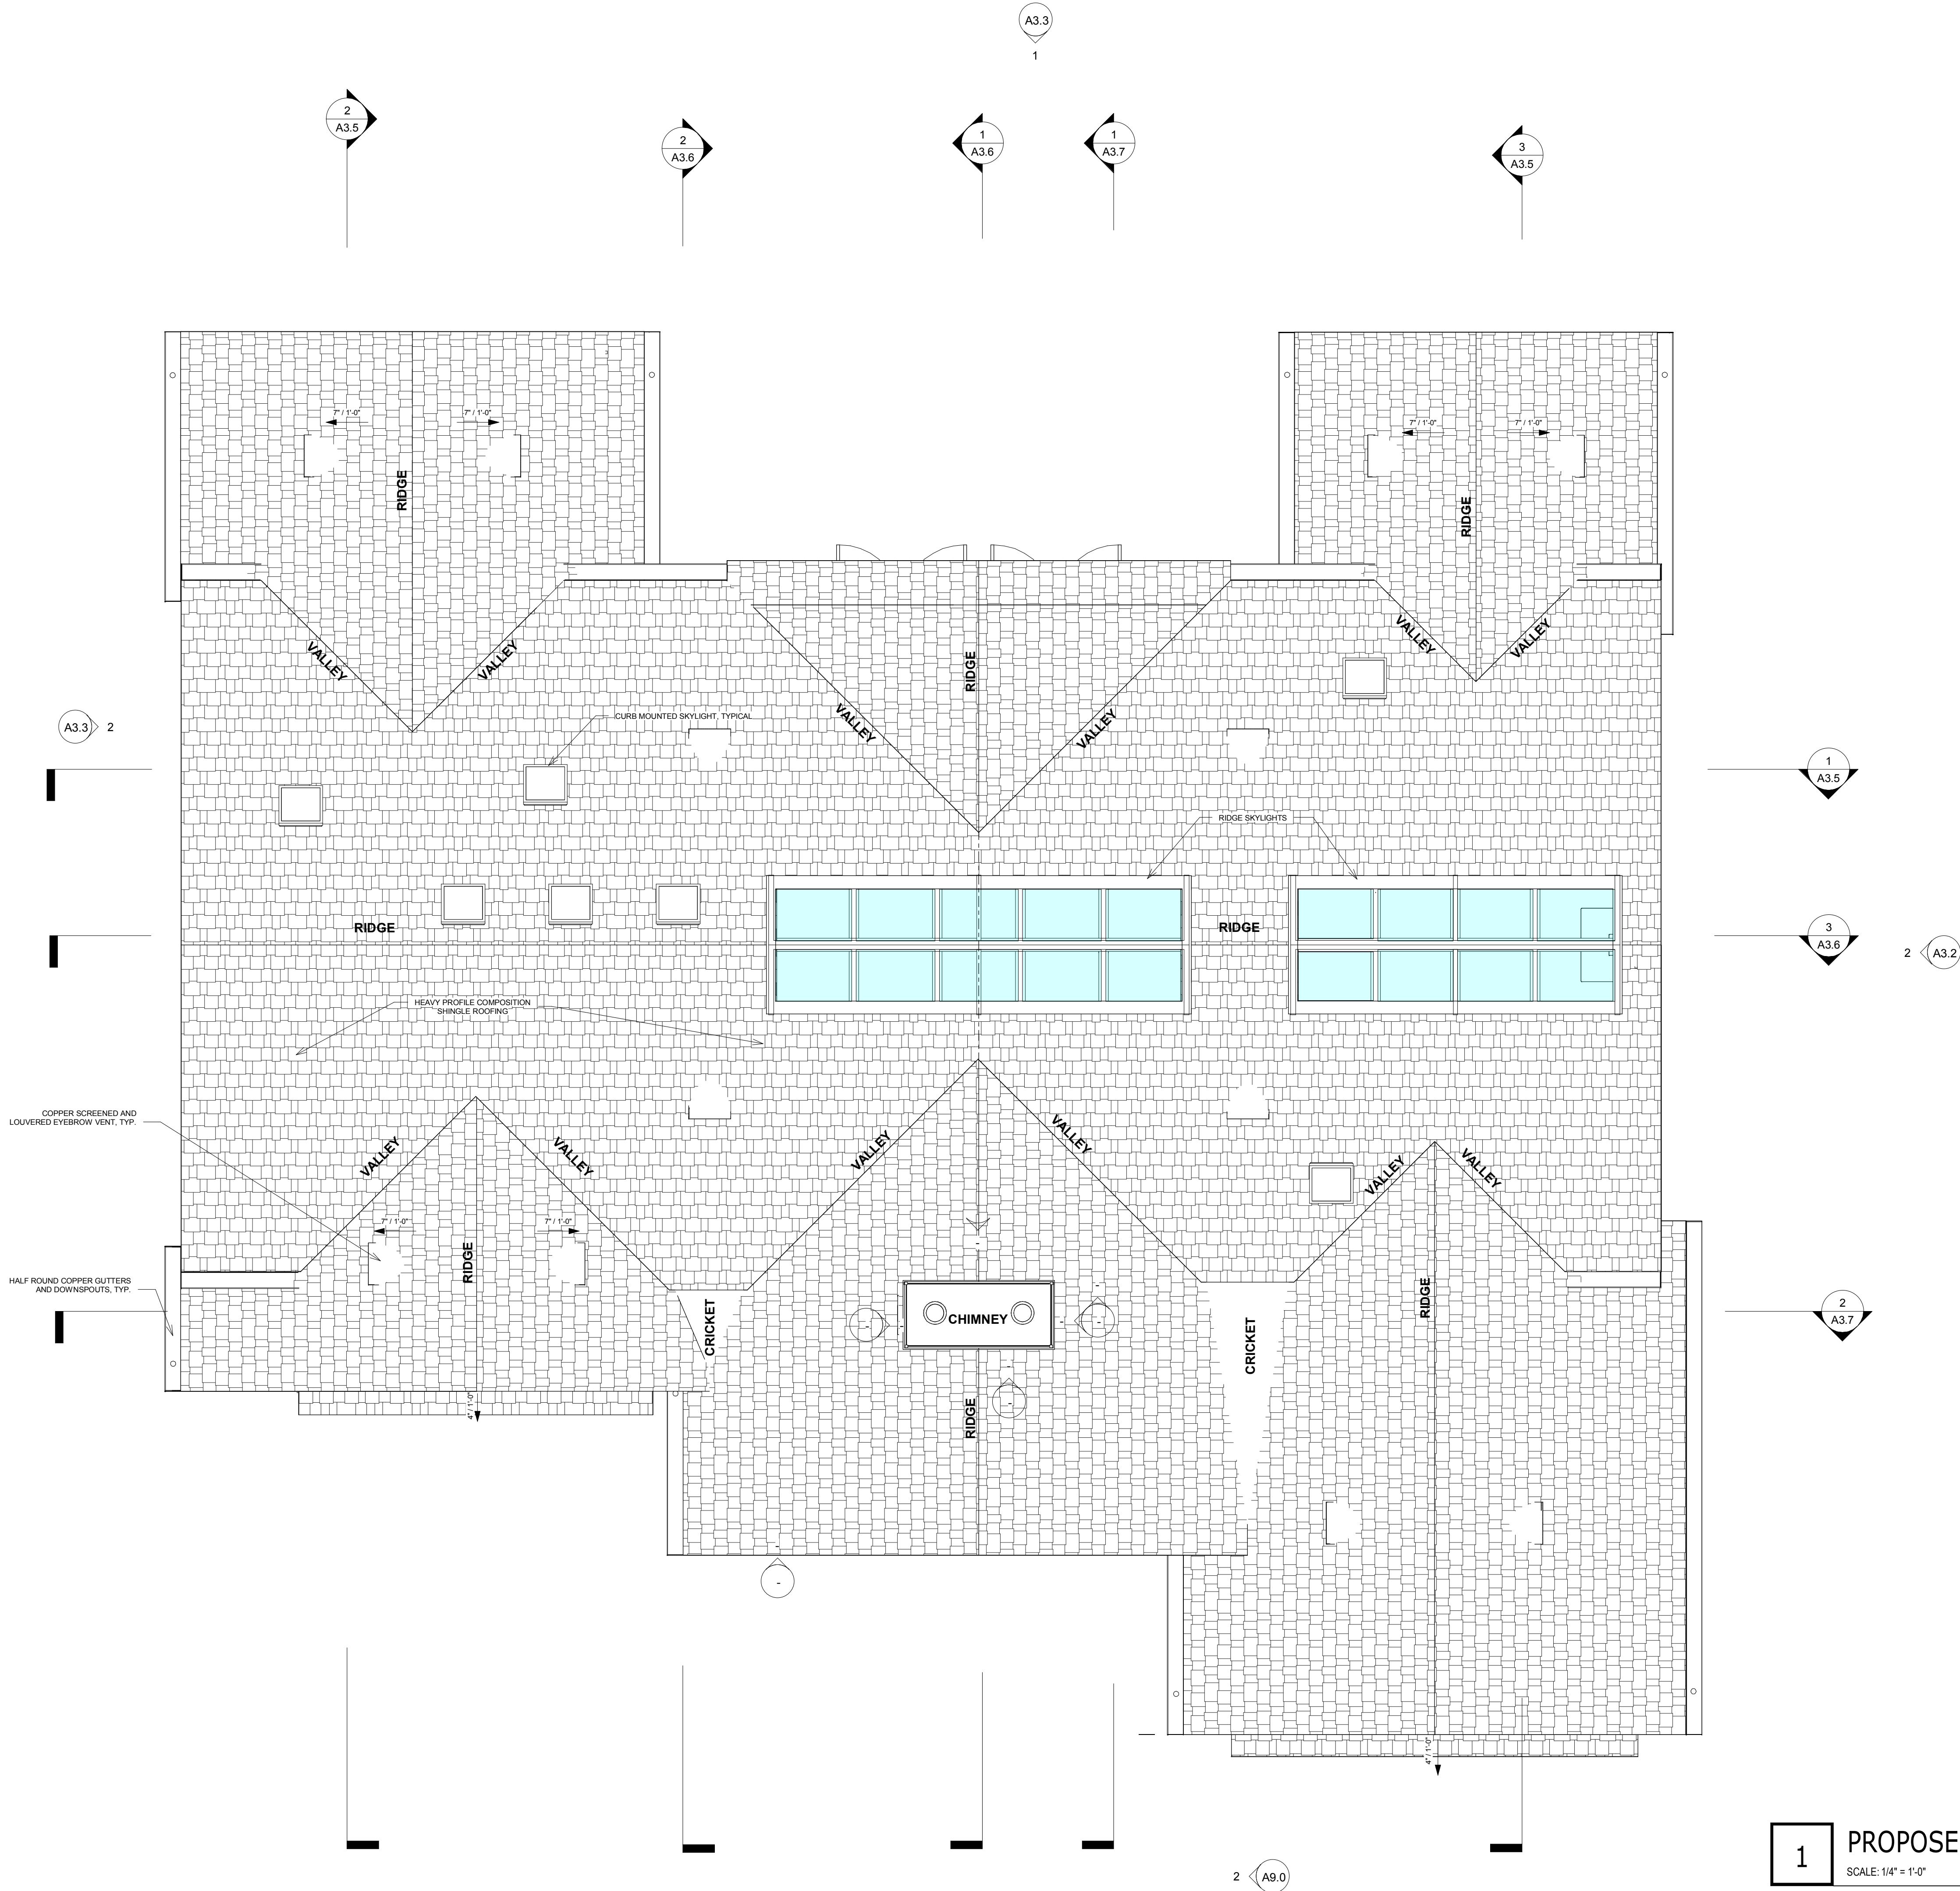 A3.3
1
2
A3.5
2
A3.6
1
A3.6
1
A3.7
3
A3.5
7" / 1'-0"
7" / 1'-0"
7" / 1'-0"
7" / 1'-0"
RIDGE
RIDGE
VALLEY
VALLEY
RIDGE
VALLEY
VALLEY
VALLEY
VALLEY
A3.3
2
CURB MOUNTED SKYLIGHT, TYPICAL
1
A3.5
RIDGE SKYLIGHTS
RIDGE
RIDGE
3
A3.6
2
A3.2
HEAVY PROFILE COMPOSITION
SHINGLE ROOFING
COPPER SCREENED AND
LOUVERED EYEBROW VENT, TYP.
VALLEY
VALLEY
VALLEY
VALLEY
VALLEY
VALLEY
7" / 1'-0"
7" / 1'-0"
RIDGE
HALF ROUND COPPER GUTTERS
AND DOWNSPOUTS, TYP.
CRICKET
CHIMNEY
CRICKET
RIDGE
2
A3.7
4" / 1'-0"
RIDGE
4" / 1'-0"
1
PROPOSE
SCALE: 1/4" = 1'-0"
2
A9.0